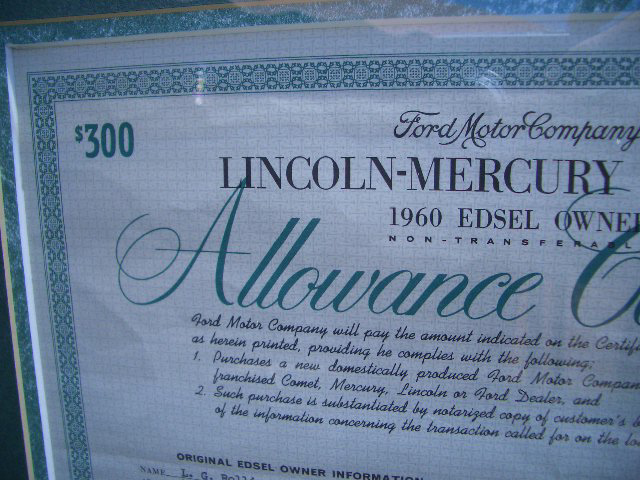 $300
Ford Motor Company
LINCOLN-MERCURY
1960 EDSEL OWNER
NON-TRANSFERABL
Allowance C
Ford Motor Company will pay the amount indicated on the Certif
as herein printed, providing he complies with the following:
1. Purchases a new domestically produced Ford Motor Compan
franchised Comet, Mercury, Lincoln or Ford Dealer, and
2. Such purchase is substantiated by notarized copy of customer's
of the information concerning the transaction called for on the
ORIGINAL EDSEL OWNER INFORMATION
NAME L. G.